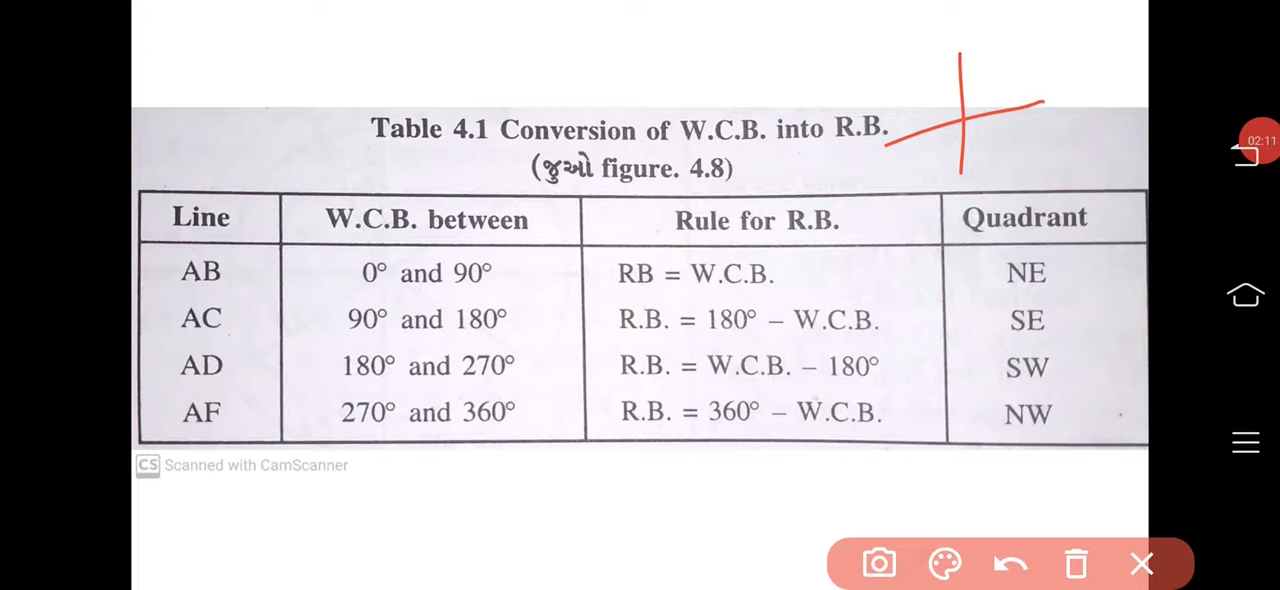 Table 4.1 Conversion of W.C.B. into R.B.
(જુઓ figure. 4.8)
Line W.C.B. between Rule for R.B. Quadrant
AB 0° and 90° RB = W.C.B. NE
AC 90° and 180° R.B. = 180° – W.C.B. SE
AD 180° and 270° R.B. = W.C.B. – 180° SW
AF 270° and 360° R.B. = 360° – W.C.B. NW
CS Scanned with CamScanner
02:11